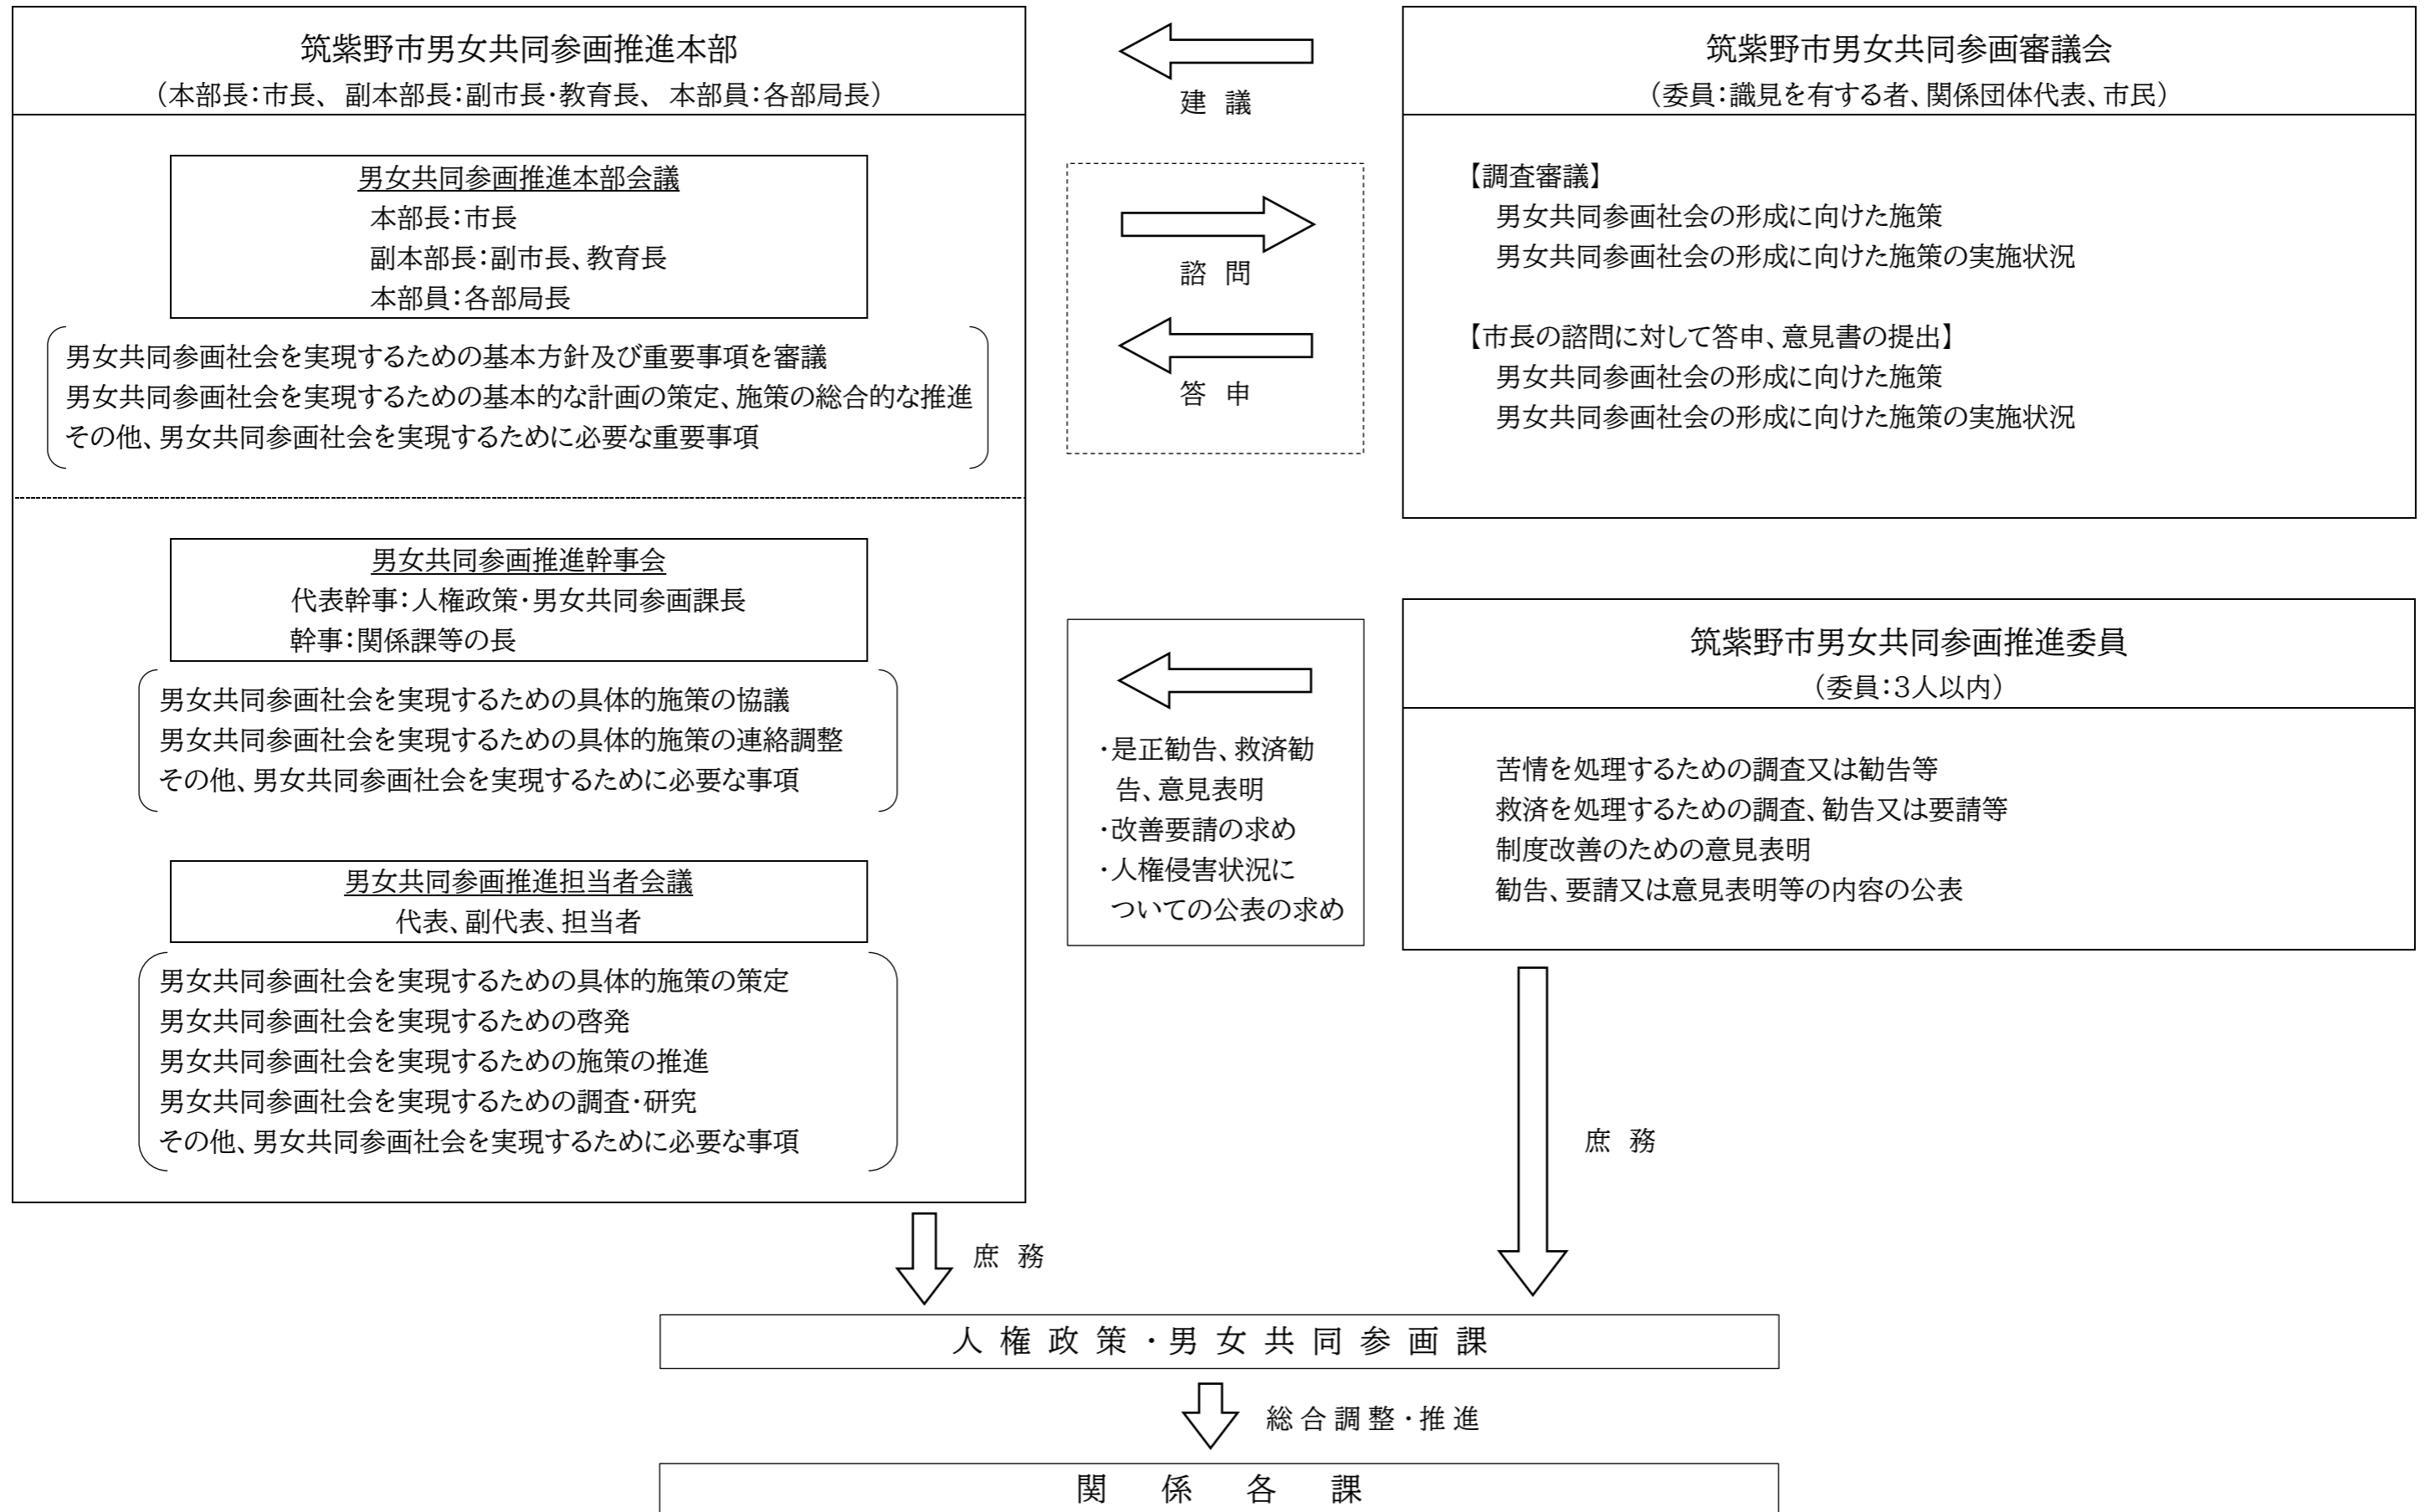 筑紫野市男女共同参画推進本部
（本部長：市長、副本部長：副市長・教育長、本部員：各部局長）
男女共同参画推進本部会議
本部長：市長
副本部長：副市長、教育長
本部員：各部局長
男女共同参画社会を実現するための基本方針及び重要事項を審議
男女共同参画社会を実現するための基本的な計画の策定、施策の総合的な推進
その他、男女共同参画社会を実現するために必要な重要事項
男女共同参画推進幹事会
代表幹事：人権政策・男女共同参画課長
幹事：関係課等の長
男女共同参画社会を実現するための具体的施策の協議
男女共同参画社会を実現するための具体的施策の連絡調整
その他、男女共同参画社会を実現するために必要な事項
男女共同参画推進担当者会議
代表、副代表、担当者
男女共同参画社会を実現するための具体的施策の策定
男女共同参画社会を実現するための啓発
男女共同参画社会を実現するための施策の推進
男女共同参画社会を実現するための調査・研究
その他、男女共同参画社会を実現するために必要な事項
建 議
諮 問
答 申
筑紫野市男女共同参画審議会
（委員：識見を有する者、関係団体代表、市民）
【調査審議】
男女共同参画社会の形成に向けた施策
男女共同参画社会の形成に向けた施策の実施状況
【市長の諮問に対して答申、意見書の提出】
男女共同参画社会の形成に向けた施策
男女共同参画社会の形成に向けた施策の実施状況
・是正勧告、救済勧
告、意見表明
・改善要請の求め
・人権侵害状況に
ついての公表の求め
筑紫野市男女共同参画推進委員
（委員：3人以内）
苦情を処理するための調査又は勧告等
救済を処理するための調査、勧告又は要請等
制度改善のための意見表明
勧告、要請又は意見表明等の内容の公表
庶 務
庶 務
人権政策・男女共同参画課
総合調整・推進
関 係 各 課